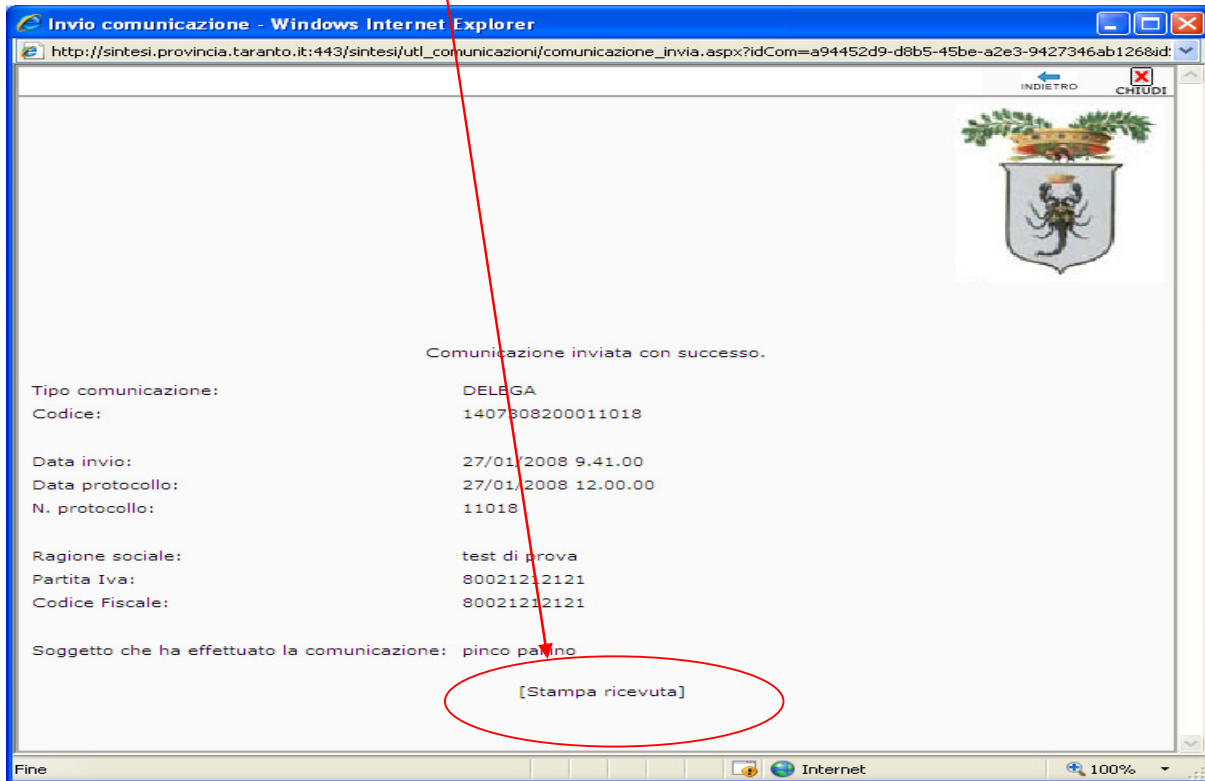 Invio comunicazione - Windows Internet Explorer
http://sintesi.provincia.taranto.it:443/sintesi/utl_comunicazioni/comunicazione_invia.aspx?idCom=a94452d9-d8b5-45be-a2e3-9427346ab126&id:
INDIETRO
CHIUDI
Comunicazione inviata con successo.
Tipo comunicazione: DELEGA
Codice: 1407308200011018
Data invio: 27/01/2008 9.41.00
Data protocollo: 27/01/2008 12.00.00
N. protocollo: 11018
Ragione sociale: test di prova
Partita Iva: 80021212121
Codice Fiscale: 80021212121
Soggetto che ha effettuato la comunicazione: pinco pallino
[Stampa ricevuta]
Fine Internet 100%